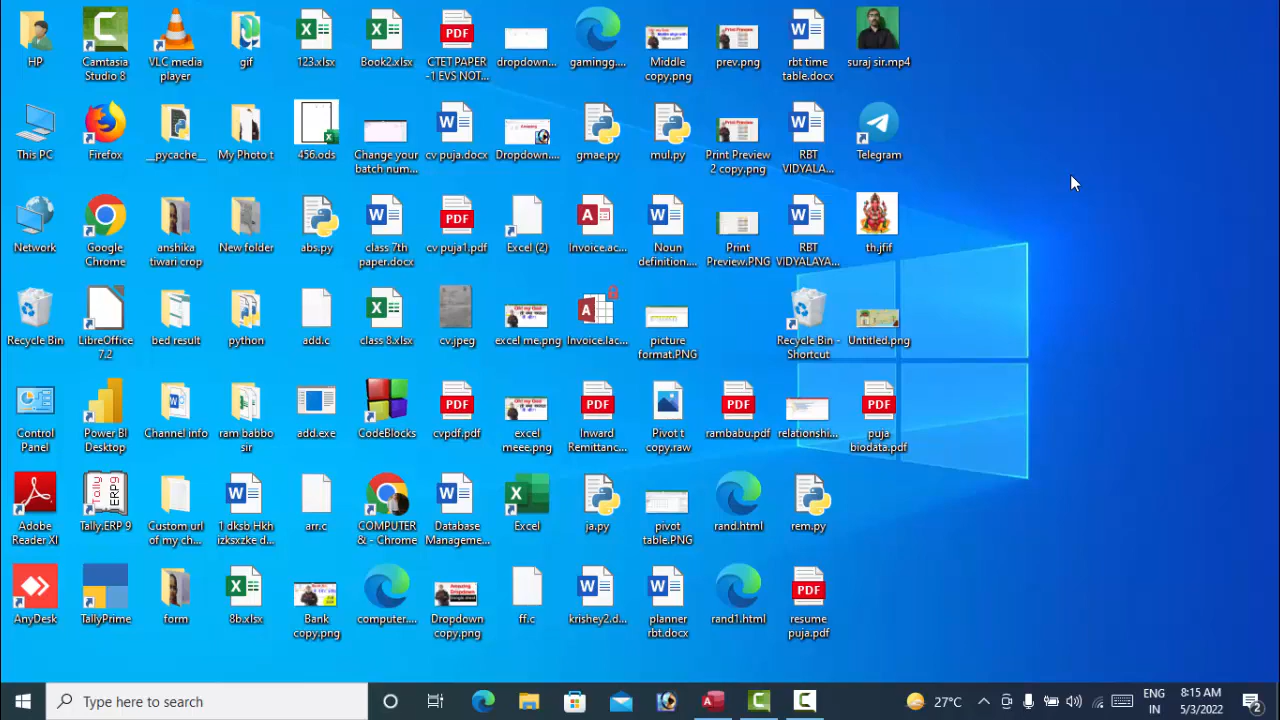 HP
Camtasia
Studio 8
VLC media
player
gif
123.xlsx
Book2.xlsx
PDF
CTET PAPER
-1 EVS NOT...
dropdown...
gamingg....
Middle
copy.png
prev.png
rbt time
table.docx
suraj sir.mp4
This PC
Firefox
__pycache__
My Photo t
456.ods
Change your
batch num...
cv puja.docx
Dropdown....
gmae.py
mul.py
Print Preview
2 copy.png
RBT
VIDYALA...
Telegram
Network
Google
Chrome
anshika
tiwari crop
New folder
abs.py
class 7th
paper.docx
PDF
cv puja1.pdf
Excel (2)
Invoice.ac...
Noun
definition....
Print
Preview.PNG
RBT
VIDYALAYA...
th.jfif
Recycle Bin
LibreOffice
7.2
bed result
python
add.c
class 8.xlsx
cv.jpeg
excel me.png
Invoice.lac...
picture
format.PNG
Recycle Bin -
Shortcut
Untitled.png
Control
Panel
Power BI
Desktop
Channel info
ram babbo
sir
add.exe
CodeBlocks
PDF
cvpdf.pdf
excel
meee.png
PDF
Inward
Remittanc...
Pivot t
copy.raw
PDF
rambabu.pdf
relationshi...
PDF
puja
biodata.pdf
Adobe
Reader XI
Tally.ERP 9
Custom url
of my ch...
1 dksb Hkh
izksxzke d...
arr.c
COMPUTER
& - Chrome
Database
Manageme...
Excel
ja.py
pivot
table.PNG
rand.html
rem.py
AnyDesk
TallyPrime
form
8b.xlsx
Bank
copy.png
computer....
Dropdown
copy.png
ff.c
krishey2.d...
planner
rbt.docx
rand1.html
PDF
resume
puja.pdf
Type here to search
27°C
ENG
IN
8:15 AM
5/3/2022
2